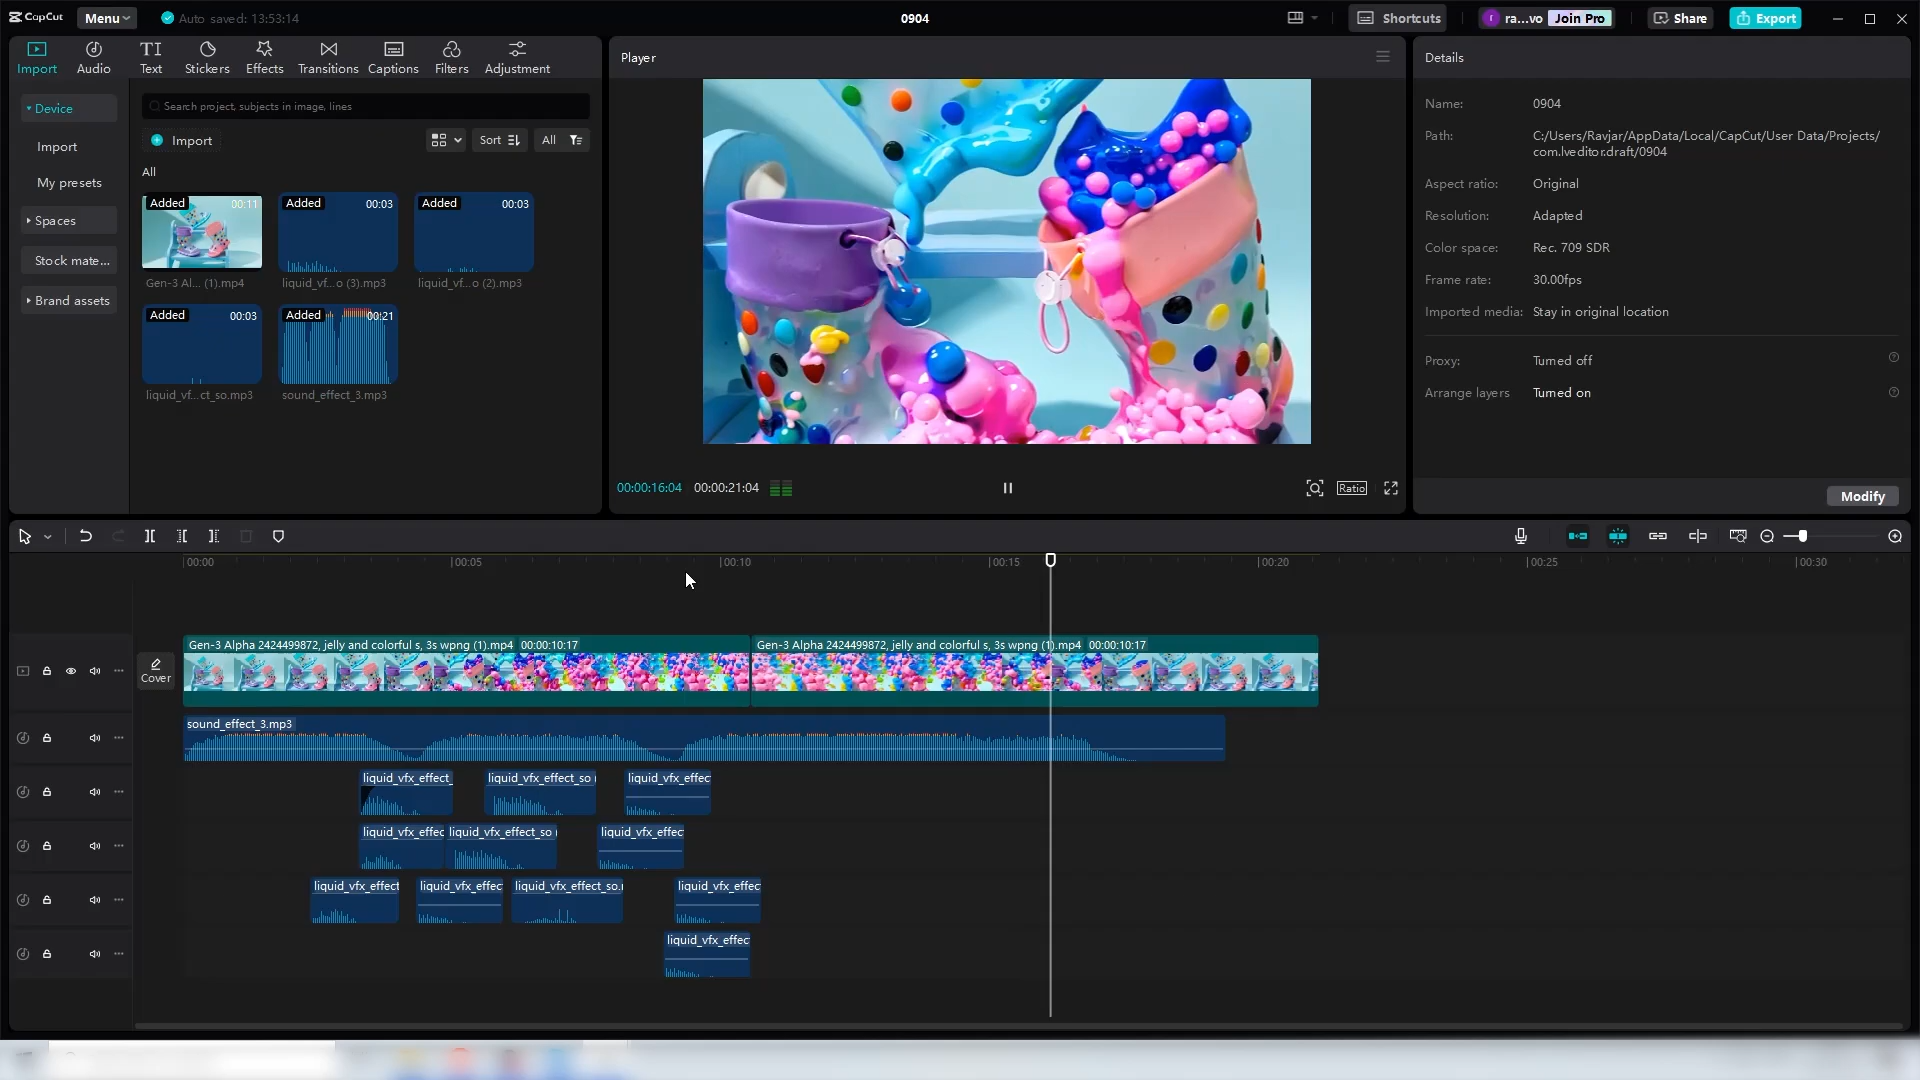 CapCut
Menu
Auto saved: 13:53:14
0904
Shortcuts
ra...vo
Join Pro
Share
Export
Import
Audio
TI
Text
Stickers
Effects
Transitions
Captions
Filters
Adjustment
Player
Details
Device
Import
My presets
Spaces
Stock mate...
Brand assets
Search project, subjects in image, lines
Import
Sort
All
All
Added 00:11
Added 00:03
Added 00:03
Gen-3 Al... (1).mp4
liquid_vf...o (3).mp3
liquid_vf...o (2).mp3
Added 00:03
Added 00:21
liquid_vf...ct_so.mp3
sound_effect_3.mp3
00:00:16:04 00:00:21:04
Ratio
Name: 0904
Path: C:/Users/Ravjar/AppData/Local/CapCut/User Data/Projects/
com.lveditor.draft/0904
Aspect ratio: Original
Resolution: Adapted
Color space: Rec. 709 SDR
Frame rate: 30.00fps
Imported media: Stay in original location
Proxy: Turned off
Arrange layers Turned on
Modify
00:00 00:05 00:10 00:15 00:20 00:25 00:30
Cover
Gen-3 Alpha 2424499872, jelly and colorful s, 3s wpng (1).mp4 00:00:10:17
Gen-3 Alpha 2424499872, jelly and colorful s, 3s wpng (1).mp4 00:00:10:17
sound_effect_3.mp3
liquid_vfx_effect_
liquid_vfx_effect_so
liquid_vfx_effec
liquid_vfx_effec
liquid_vfx_effect_so
liquid_vfx_effec
liquid_vfx_effect
liquid_vfx_effec
liquid_vfx_effect_so.
liquid_vfx_effec
liquid_vfx_effec